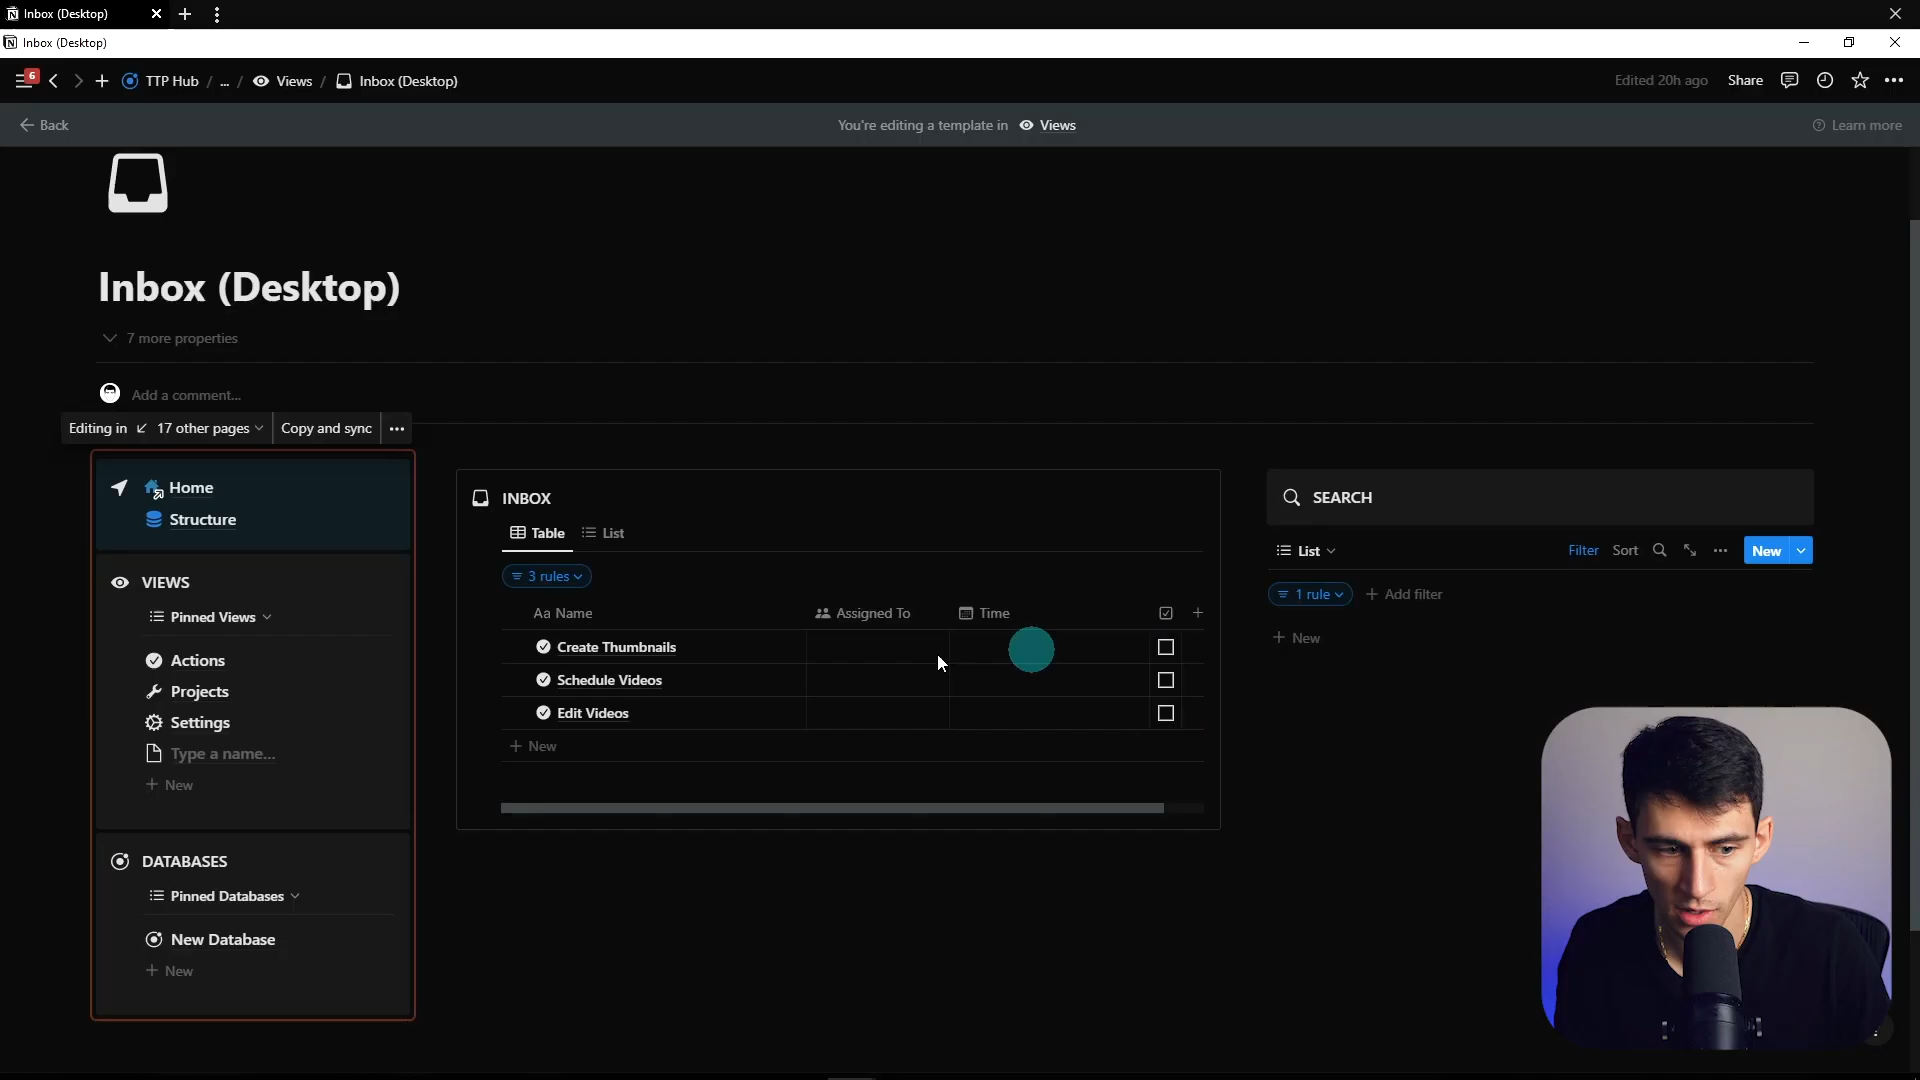 Inbox (Desktop)
Inbox (Desktop)
6 TTP Hub / ... / Views / Inbox (Desktop) Edited 20h ago Share
Back You're editing a template in Views Learn more
Inbox (Desktop)
7 more properties
Add a comment...
Editing in 17 other pages Copy and sync
Home
Structure
VIEWS
Pinned Views
Actions
Projects
Settings
Type a name...
+ New
DATABASES
Pinned Databases
New Database
+ New
INBOX
Table List
3 rules
Aa Name Assigned To Time
Create Thumbnails
Schedule Videos
Edit Videos
+ New
SEARCH
List Filter Sort New
1 rule + Add filter
+ New